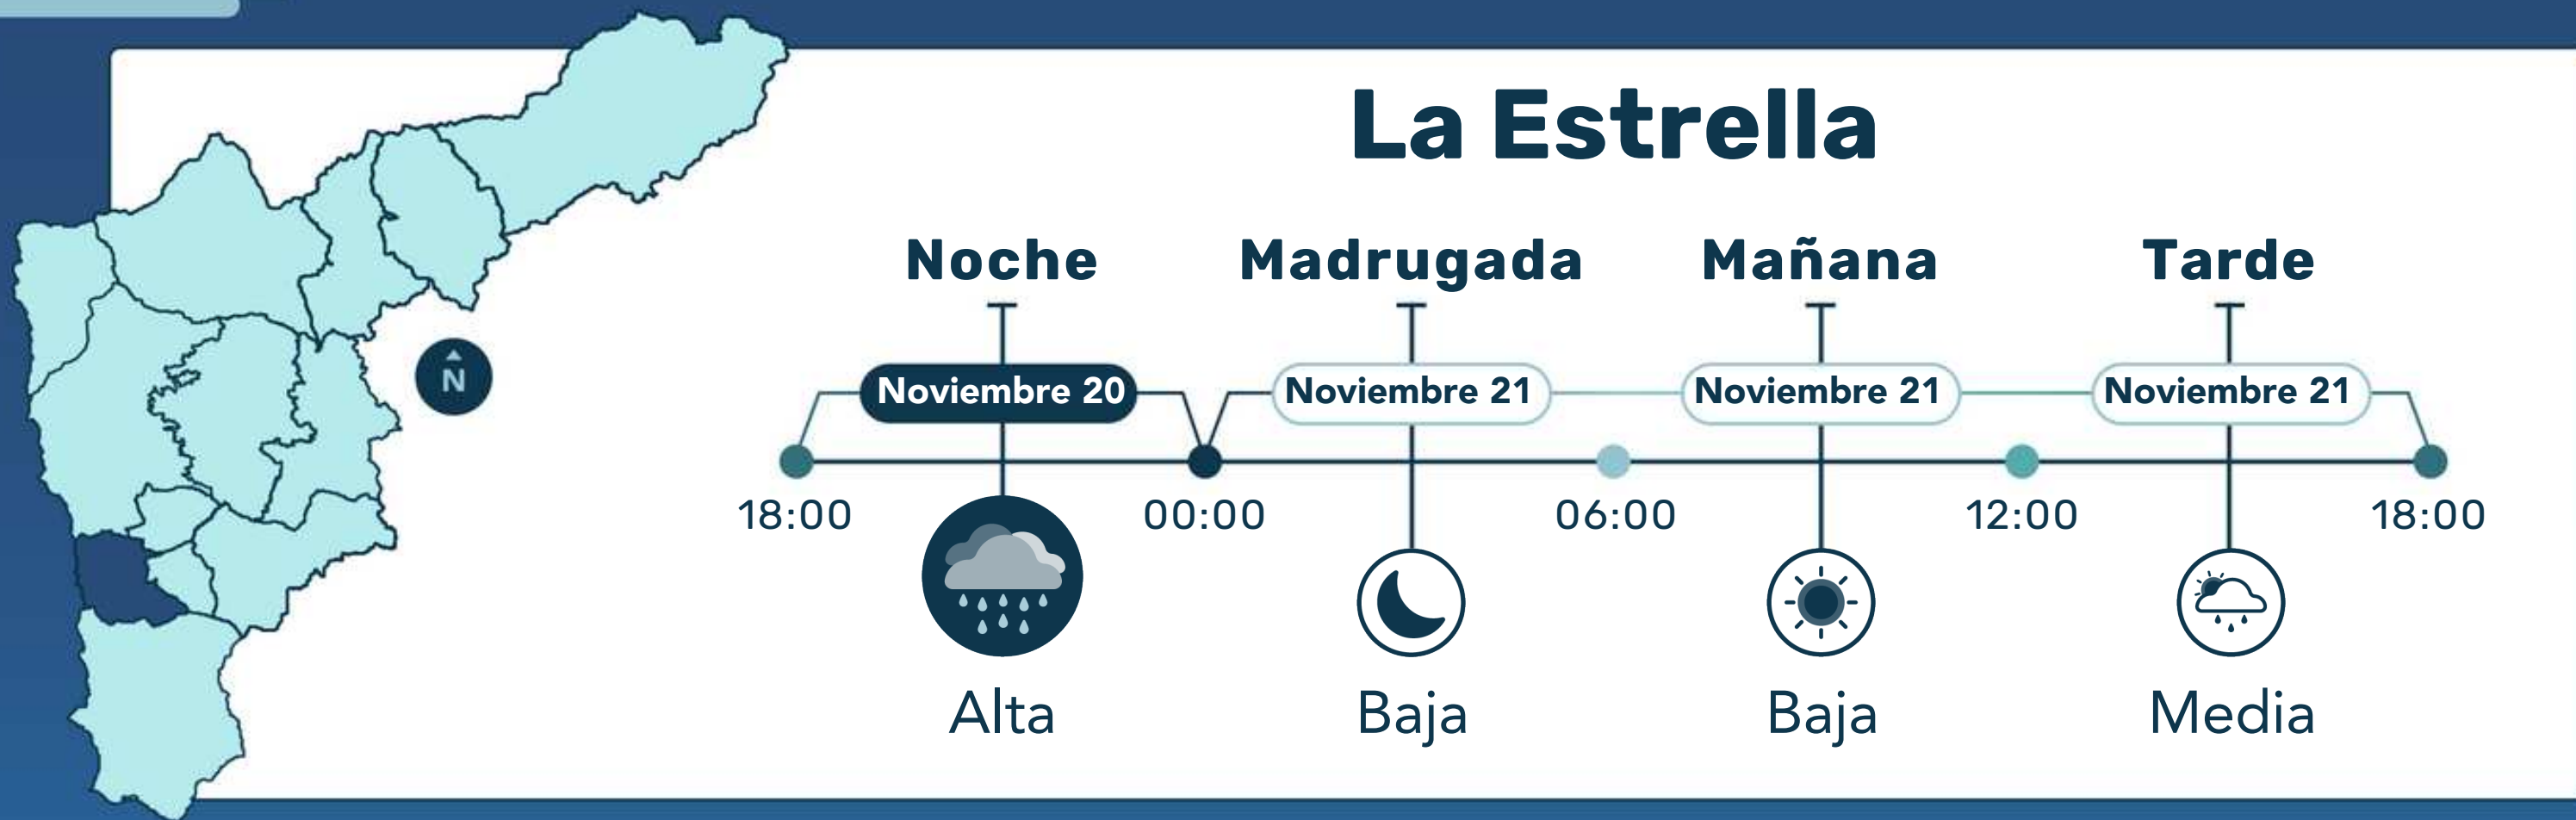 La Estrella
Noche Madrugada Mañana Tarde
Noviembre 20 Noviembre 21 Noviembre 21 Noviembre 21
N
18:00 00:00 06:00 12:00 18:00
Alta Baja Baja Media